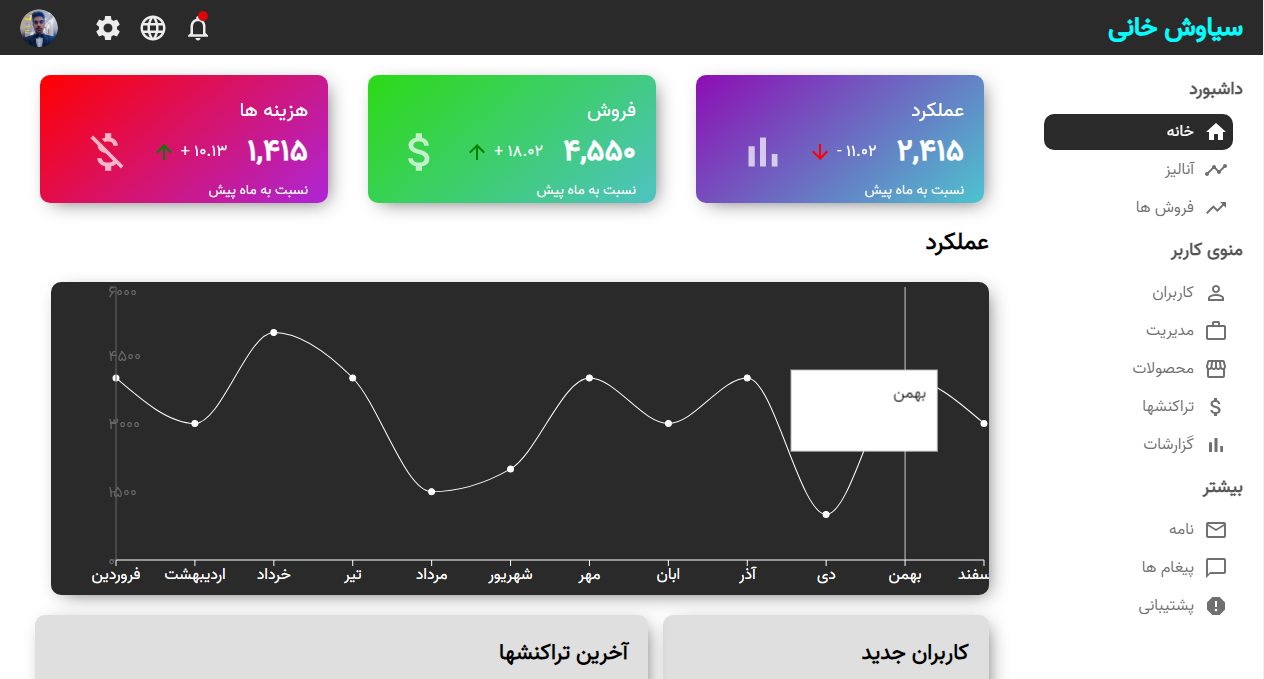 سیاوش خانی
داشبورد
خانه
آنالیز
فروش ها
منوی کاربر
کاربران
مدیریت
محصولات
تراکنشها
گزارشات
بیشتر
نامه
پیغام ها
پشتیبانی
عملکرد
۲,۴۱۵ - ۱۱.۰۲
نسبت به ماه پیش
فروش
۴,۵۵۰ + ۱۸.۰۲
نسبت به ماه پیش
هزینه ها
۱,۴۱۵ + ۱۰.۱۳
نسبت به ماه پیش
عملکرد
۶۰۰۰
۴۵۰۰
۳۰۰۰
۱۵۰۰
۰
بهمن
فروردین اردیبهشت خرداد تیر مرداد شهریور مهر ابان آذر دی بهمن سفند
کاربران جدید
آخرین تراکنشها